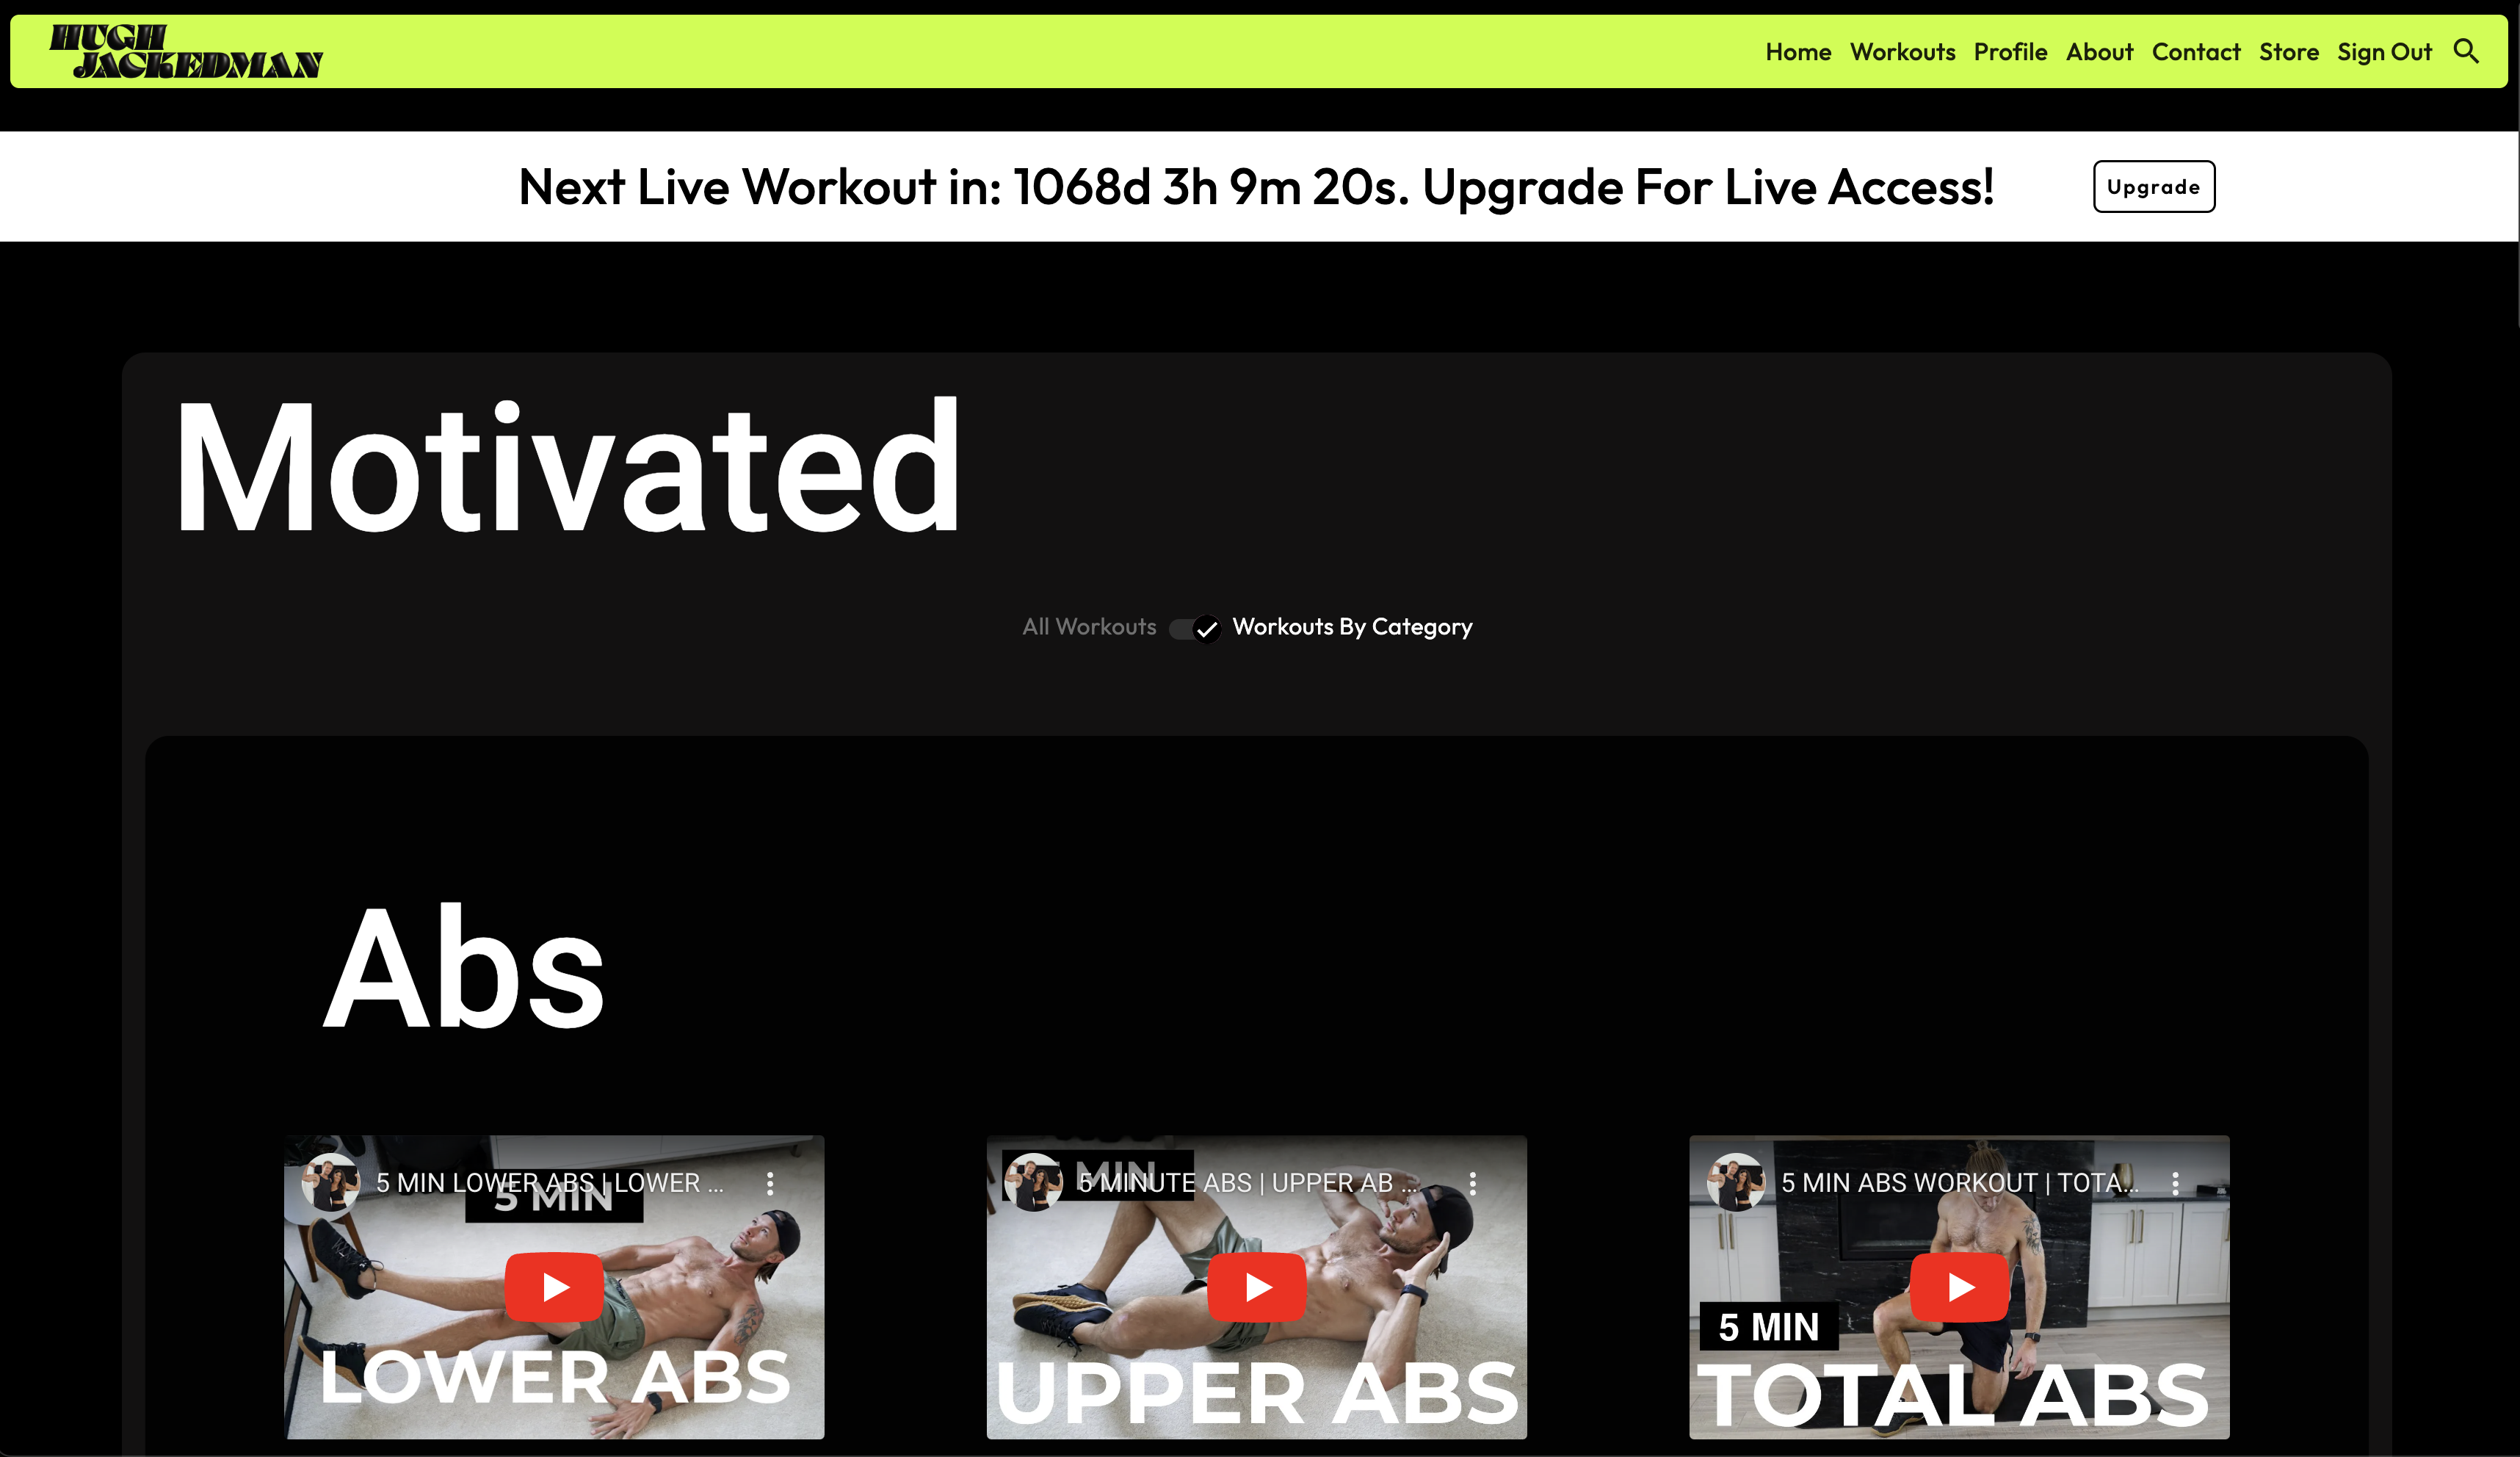 HUGH
JACKEDMAN
Home Workouts Profile About Contact Store Sign Out
Next Live Workout in: 1068d 3h 9m 20s. Upgrade For Live Access!
Upgrade
Motivated
All Workouts
Workouts By Category
Abs
5 MIN LOWER ABS | LOWER ...
5 MIN
LOWER ABS
5 MINUTE ABS | UPPER AB ...
MIN
UPPER ABS
5 MIN ABS WORKOUT | TOTA...
5 MIN
TOTAL ABS